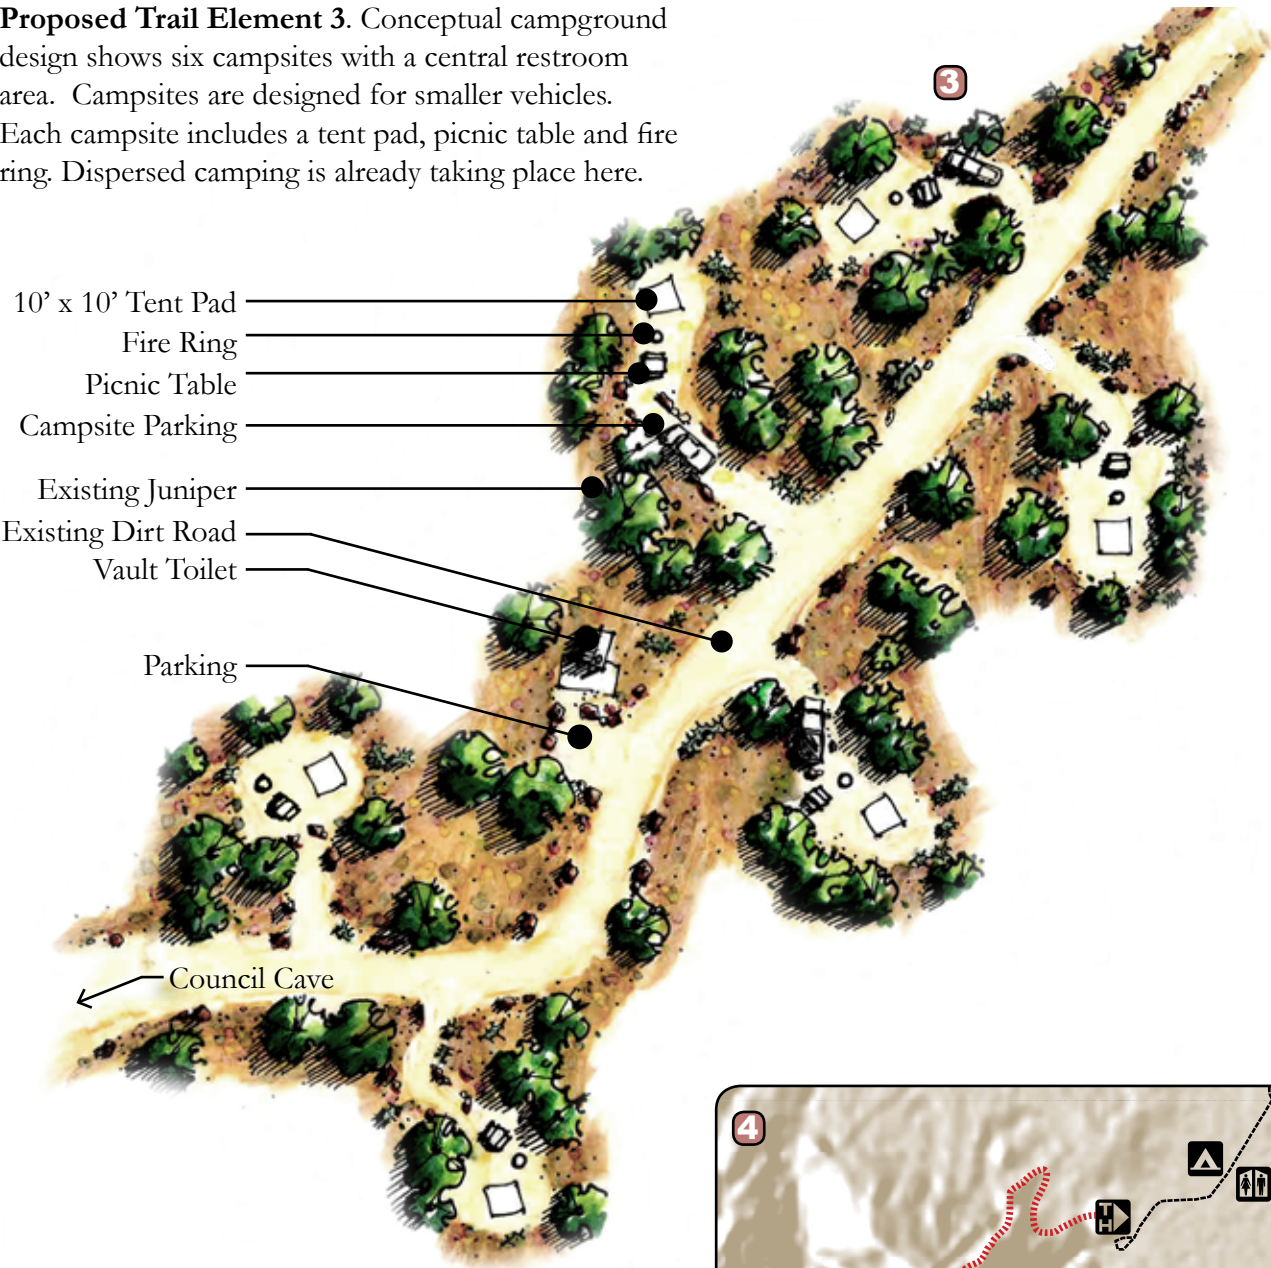 Proposed Trail Element 3. Conceptual campground
design shows six campsites with a central restroom
area. Campsites are designed for smaller vehicles.
Each campsite includes a tent pad, picnic table and fire
ring. Dispersed camping is already taking place here.
3
10’ x 10’ Tent Pad
Fire Ring
Picnic Table
Campsite Parking
Existing Juniper
Existing Dirt Road
Vault Toilet
Parking
Council Cave
4
TH